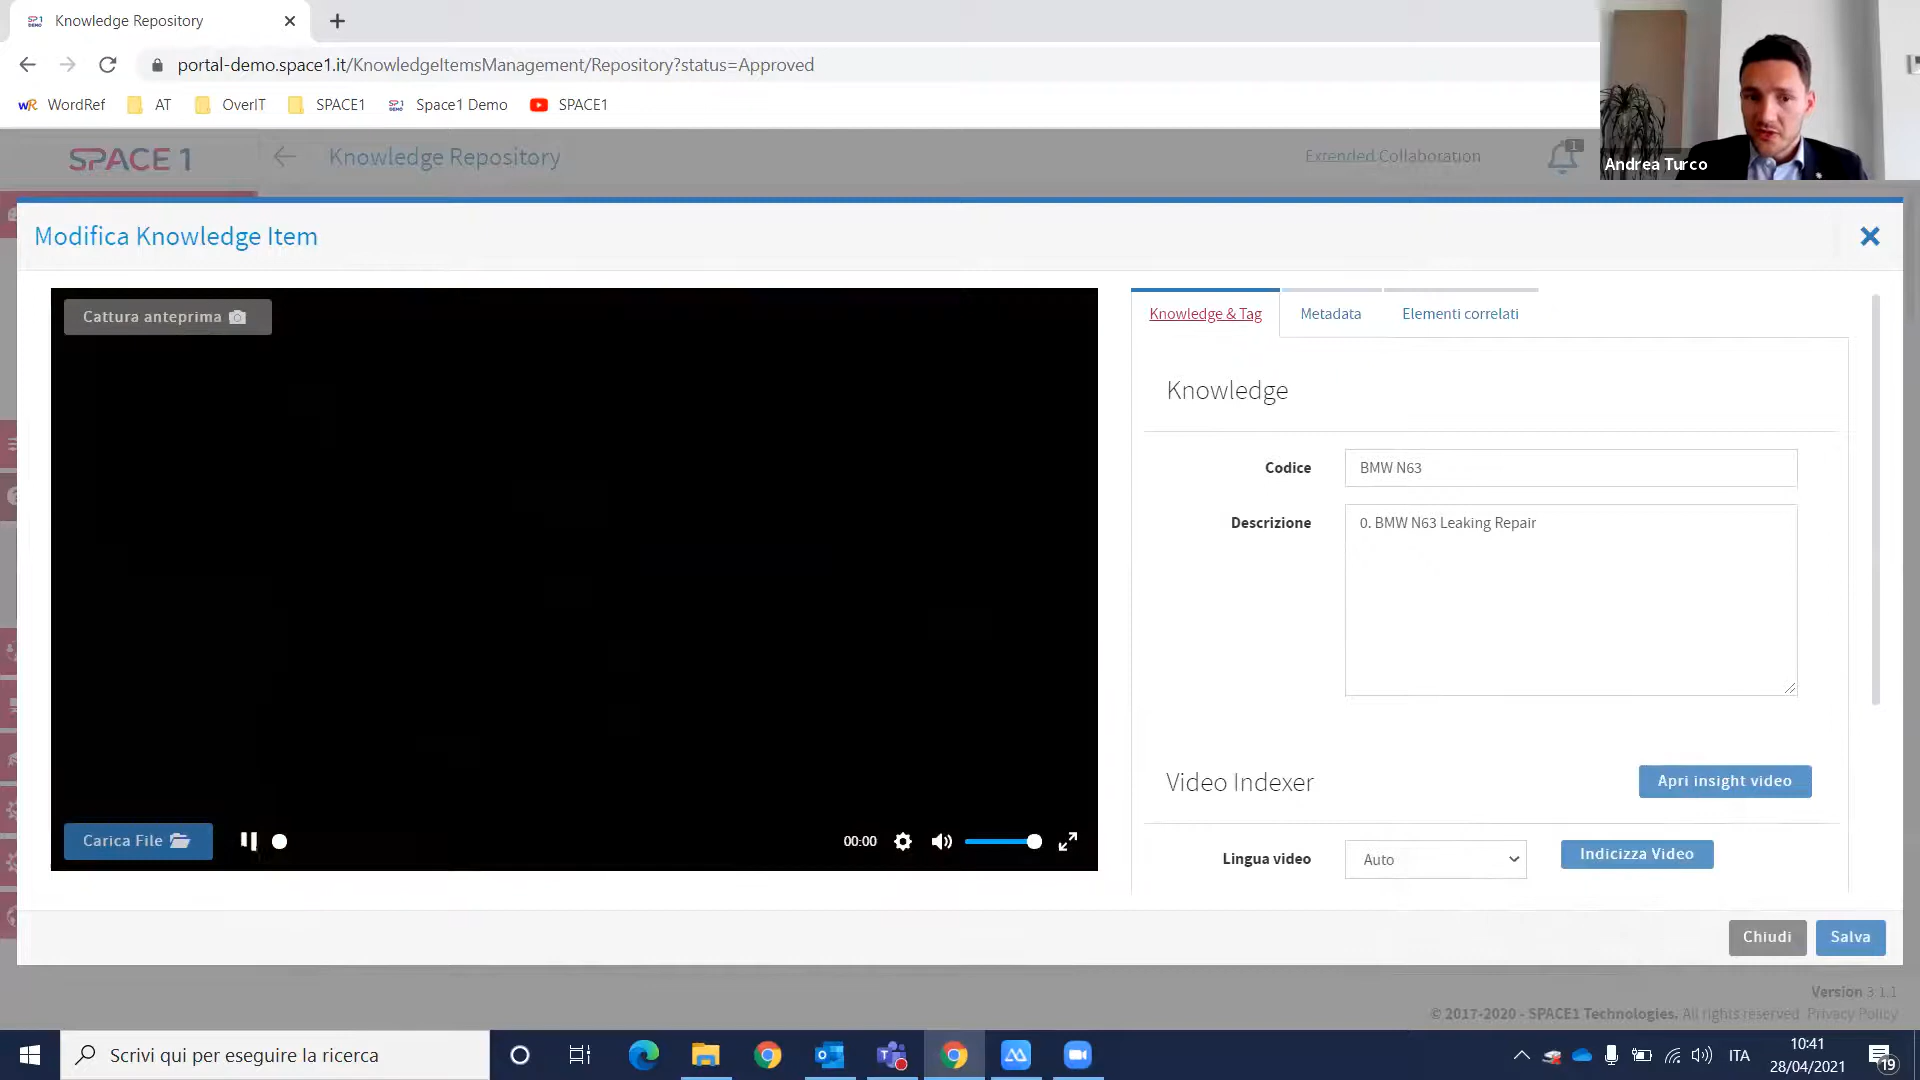 Knowledge Repository
portal-demo.space1.it/KnowledgeItemsManagement/Repository?status=Approved
wR WordRef AT OverIT SPACE1 Space1 Demo SPACE1
SPACE1 Knowledge Repository Extended Collaboration 1
Andrea Turco
Modifica Knowledge Item
Cattura anteprima
Knowledge & Tag Metadata Elementi correlati
Knowledge
Codice BMW N63
Descrizione 0. BMW N63 Leaking Repair
Video Indexer Apri insight video
Carica File 00:00
Lingua video Auto Indicizza Video
Chiudi Salva
Version 3.1.1
© 2017-2020 - SPACE1 Technologies. All rights reserved Privacy Policy
Scrivi qui per eseguire la ricerca
ITA 10:41
28/04/2021 19